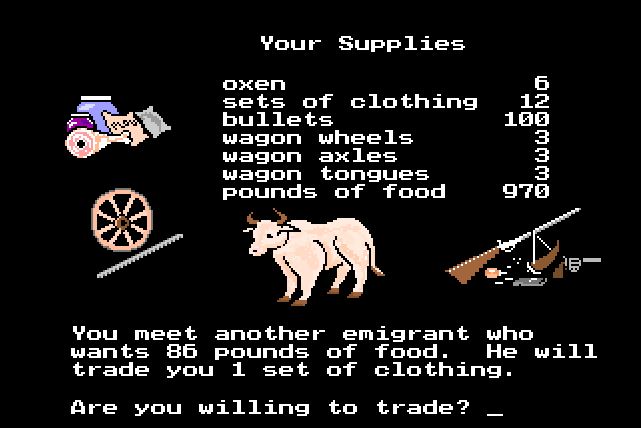 Your Supplies
oxen 6
sets of clothing 12
bullets 100
wagon wheels 3
wagon axles 3
wagon tongues 3
pounds of food 970
You meet another emigrant who
wants 86 pounds of food. He will
trade you 1 set of clothing.
Are you willing to trade? _